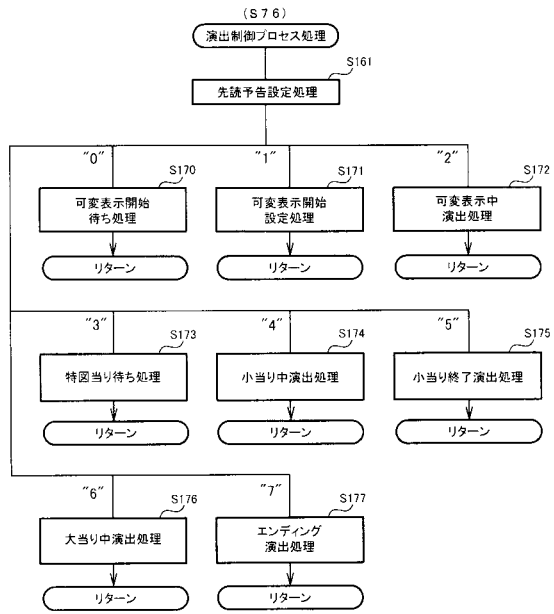 (S76)
演出制御プロセス処理
S161
先読予告設定処理
"0"
"1"
"2"
S170
S171
S172
可変表示開始
待ち処理
可変表示開始
設定処理
可変表示中
演出処理
リターン
リターン
リターン
"3"
"4"
"5"
S173
S174
S175
特図当り待ち処理
小当り中演出処理
小当り終了演出処理
リターン
リターン
リターン
"6"
"7"
S176
S177
大当り中演出処理
エンディング
演出処理
リターン
リターン